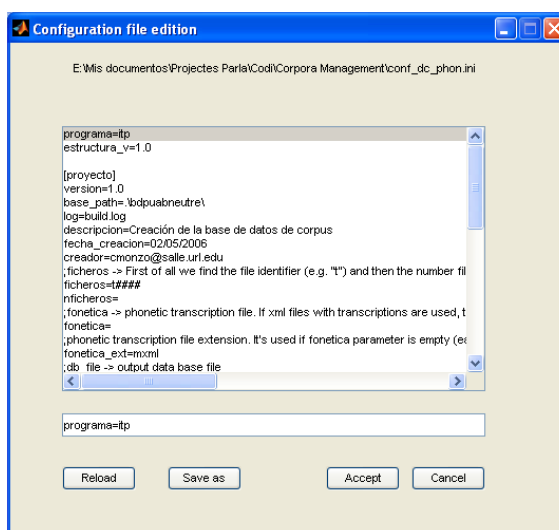 Configuration file edition
E:\Mis documentos\Projectes Parla\Codi\Corpora Management\conf_dc_phon.ini
programa=itp
estructura_v=1.0
[proyecto]
version=1.0
base_path=.\bdpuabneutre\
log=build.log
descripcion=Creación de la base de datos de corpus
fecha_creacion=02/05/2006
creador=cmonzo@salle.url.edu
;ficheros -> First of all we find the file identifier (e.g. "t") and then the number fil
ficheros=t####
nficheros=
;fonetica -> phonetic transcription file. If xml files with transcriptions are used, t
fonetica=
;phonetic transcription file extension. It's used if fonetica parameter is empty (ea
fonetica_ext=mxml
;db_file -> output data base file
programa=itp
Reload Save as Accept Cancel